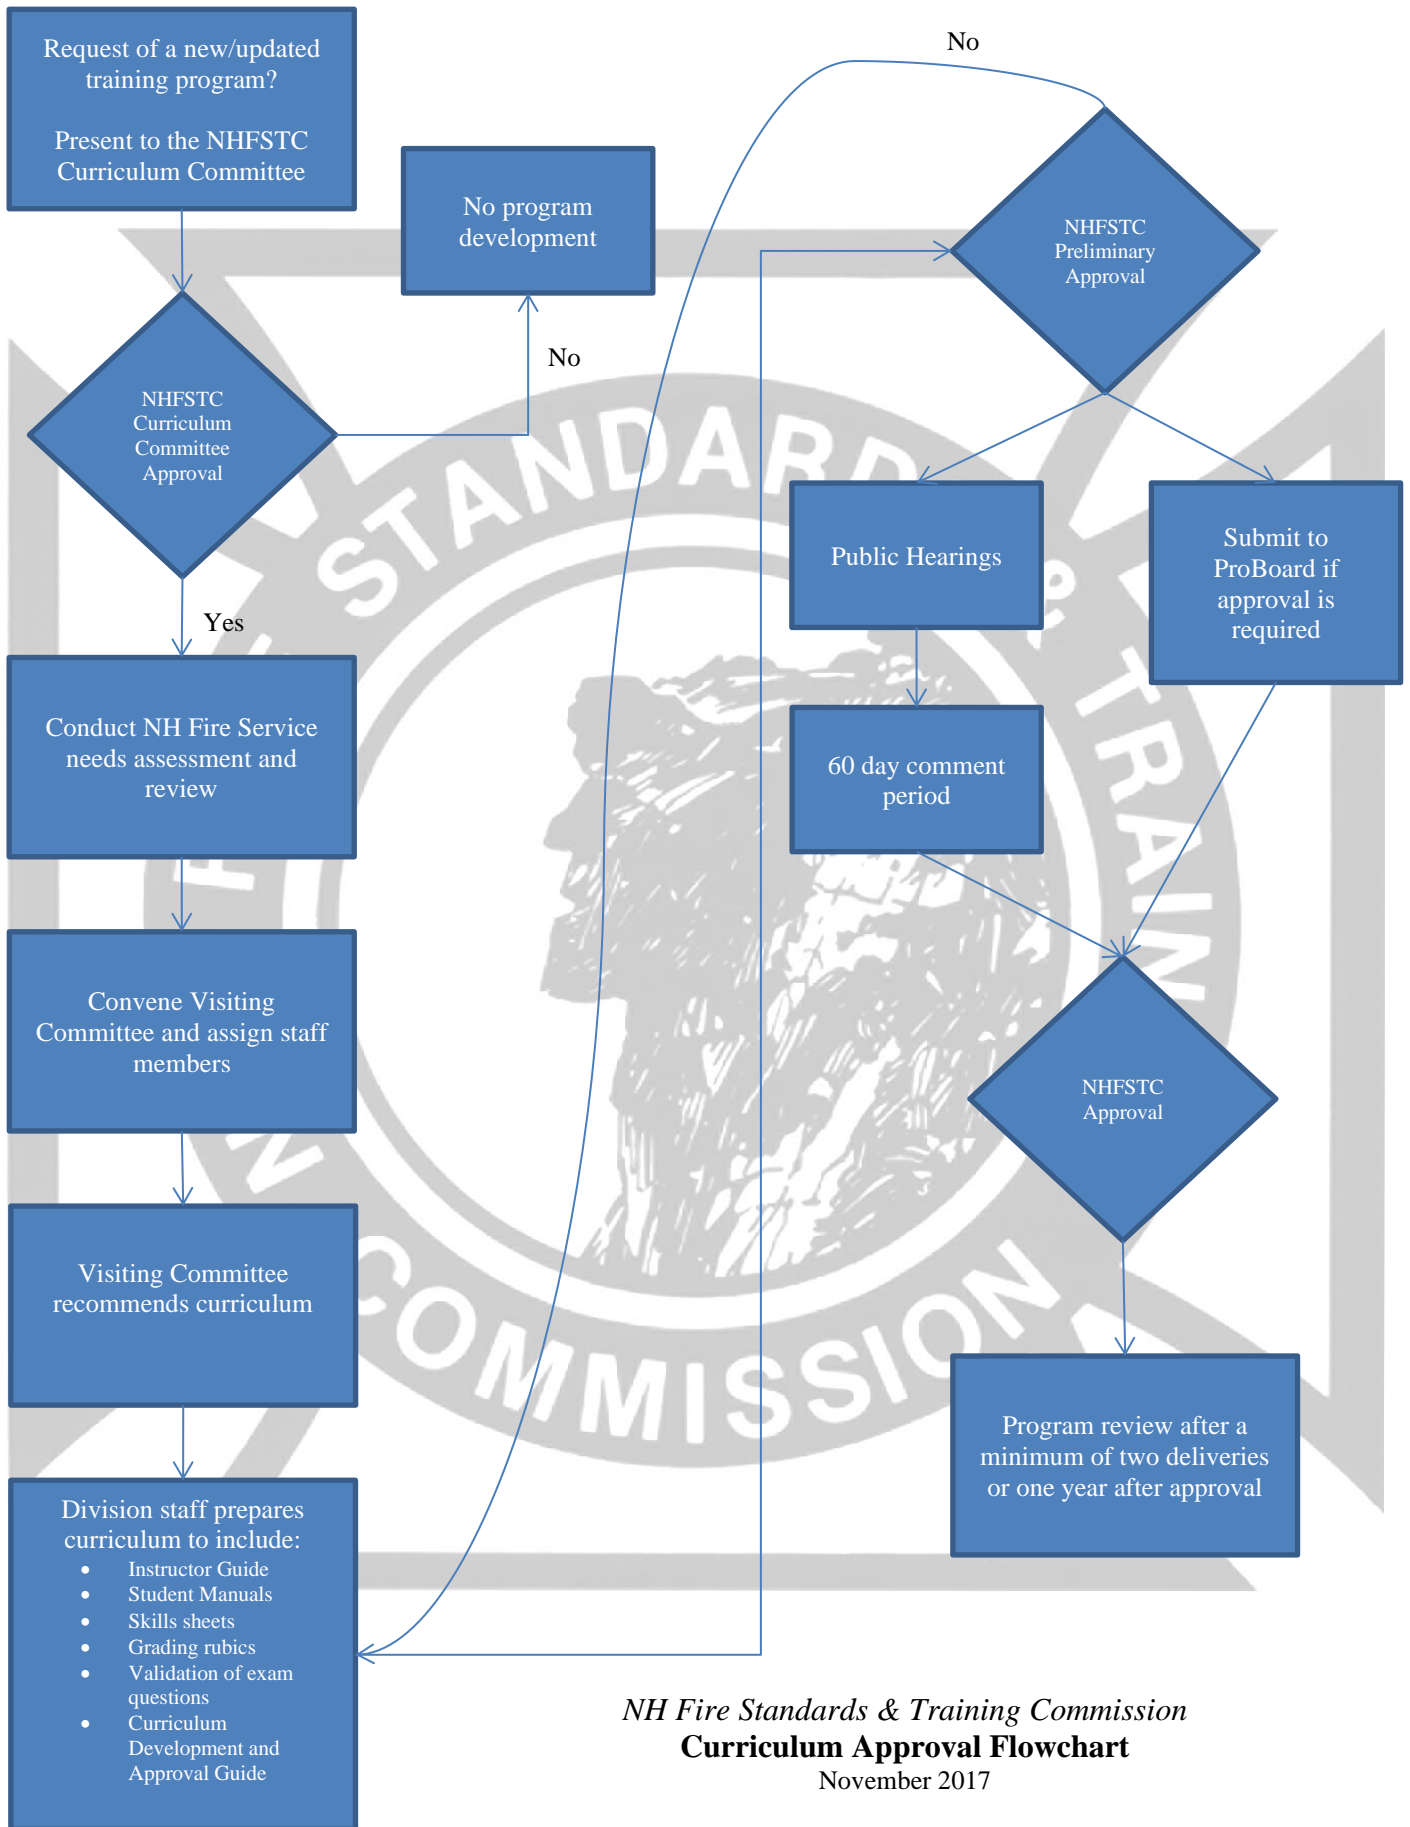 Request of a new/updated
training program?
Present to the NHFSTC
Curriculum Committee
No program
development
No
NHFSTC
Curriculum
Committee
Approval
Yes
Conduct NH Fire Service
needs assessment and
review
Convene Visiting
Committee and assign staff
members
Visiting Committee
recommends curriculum
Division staff prepares
curriculum to include:
• Instructor Guide
• Student Manuals
• Skills sheets
• Grading rubics
• Validation of exam
questions
• Curriculum
Development and
Approval Guide
No
NHFSTC
Preliminary
Approval
Public Hearings
Submit to
ProBoard if
approval is
required
60 day comment
period
NHFSTC
Approval
Program review after a
minimum of two deliveries
or one year after approval
STANDARD & TRAIN
N COMMISSION
NH Fire Standards & Training Commission
Curriculum Approval Flowchart
November 2017